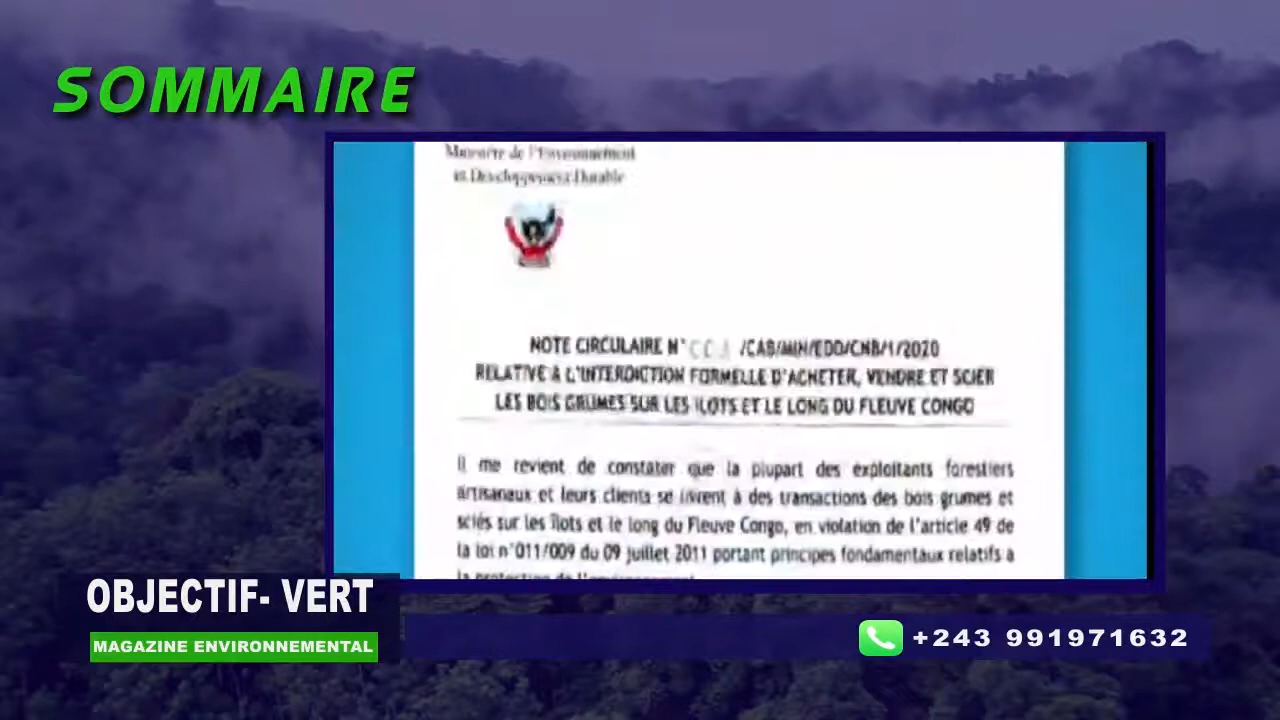 SOMMAIRE
Ministère de l'Environnement
et Développement Durable
NOTE CIRCULAIRE N° /CAB/MIN/EDD/CNB/1/2020
RELATIVE A L'INTERDICTION FORMELLE D'ACHETER, VENDRE ET SCIER
LES BOIS GRUMES SUR LES ILOTS ET LE LONG DU FLEUVE CONGO
Il me revient de constater que la plupart des exploitants forestiers
artisanaux et leurs clients se livrent à des transactions des bois grumes et
sciés sur les îlots et le long du Fleuve Congo, en violation de l'article 49 de
la loi n°011/009 du 09 juillet 2011 portant principes fondamentaux relatifs à
la protection de l'environnement
OBJECTIF- VERT
MAGAZINE ENVIRONNEMENTAL
+243 991971632